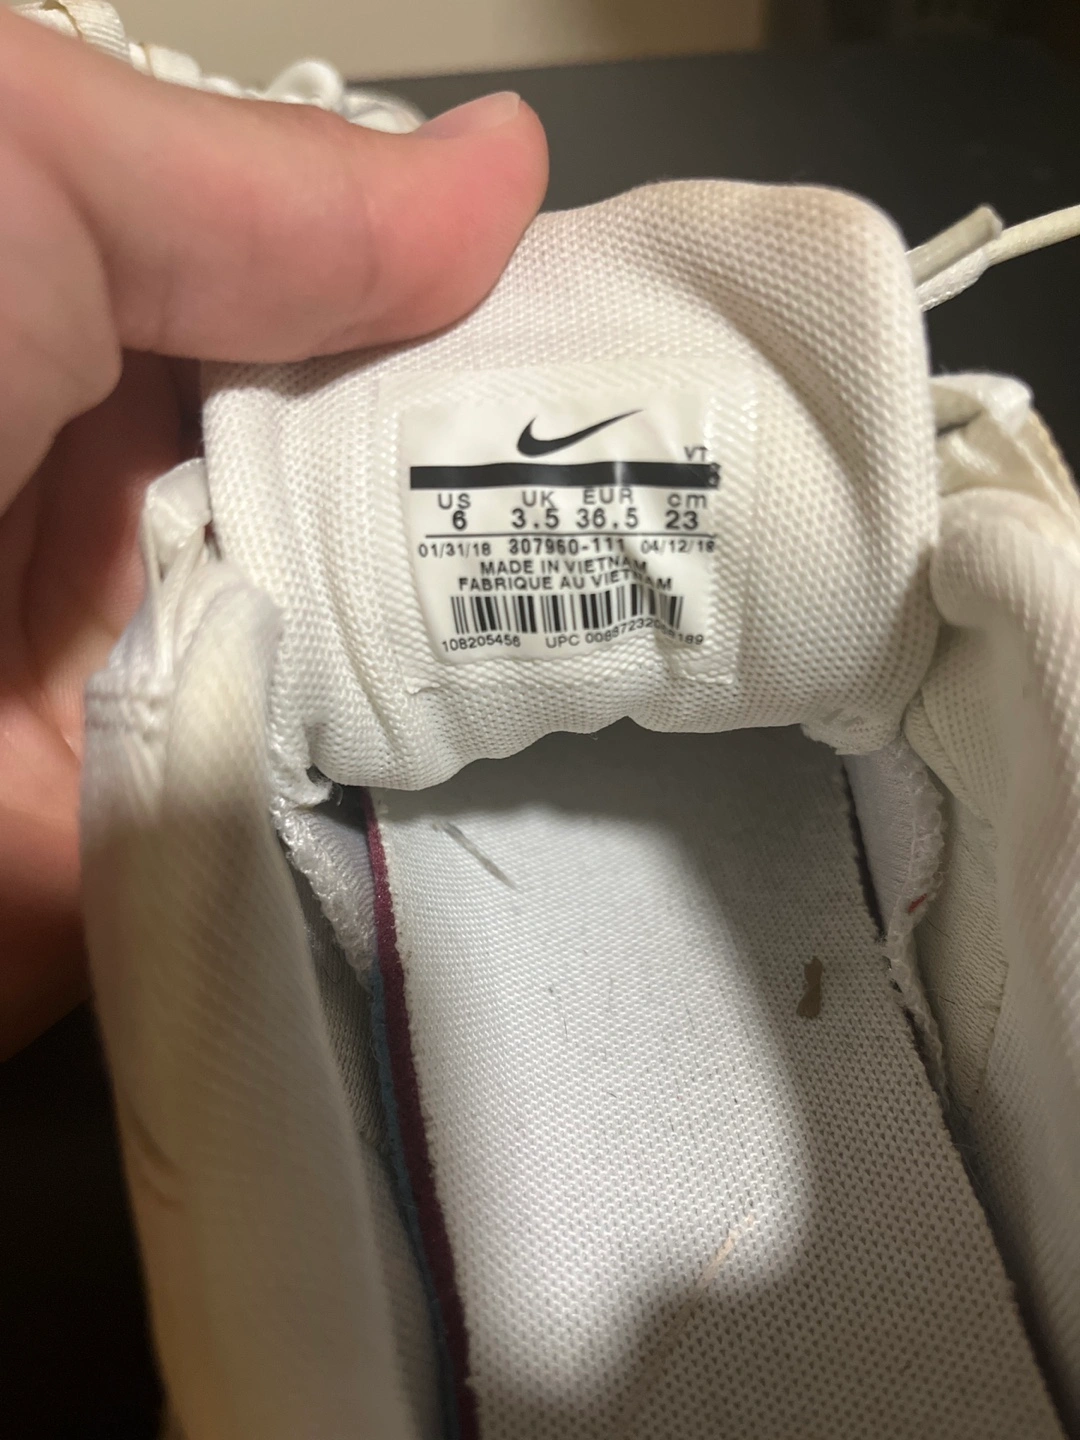 VT
US UK EUR cm
6 3.5 36.5 23
01/31/18 307960-111 04/12/18
MADE IN VIETNAM
FABRIQUE AU VIETNAM
108205456 UPC